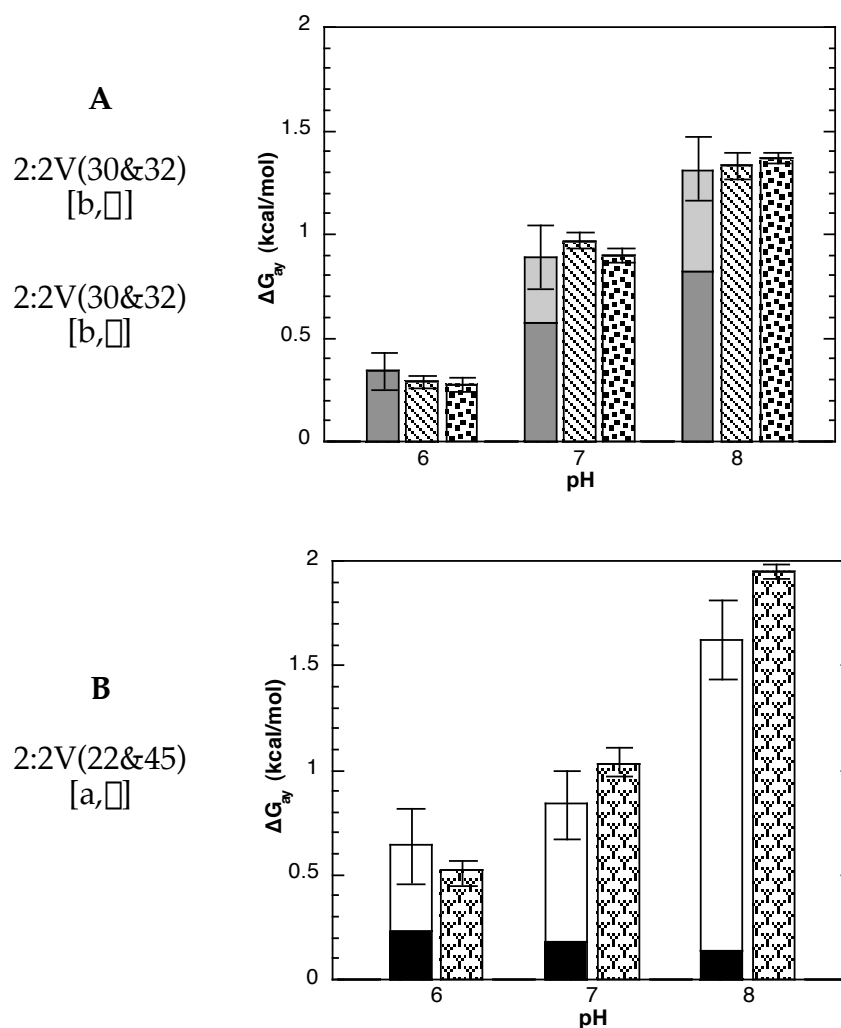 A
2:2V(30&32)
[b,□]
2:2V(30&32)
[b,□]
2
1.5
1
0.5
0
ΔG_ay (kcal/mol)
6
7
8
pH
B
2:2V(22&45)
[a,□]
2
1.5
1
0.5
0
ΔG_ay (kcal/mol)
6
7
8
pH